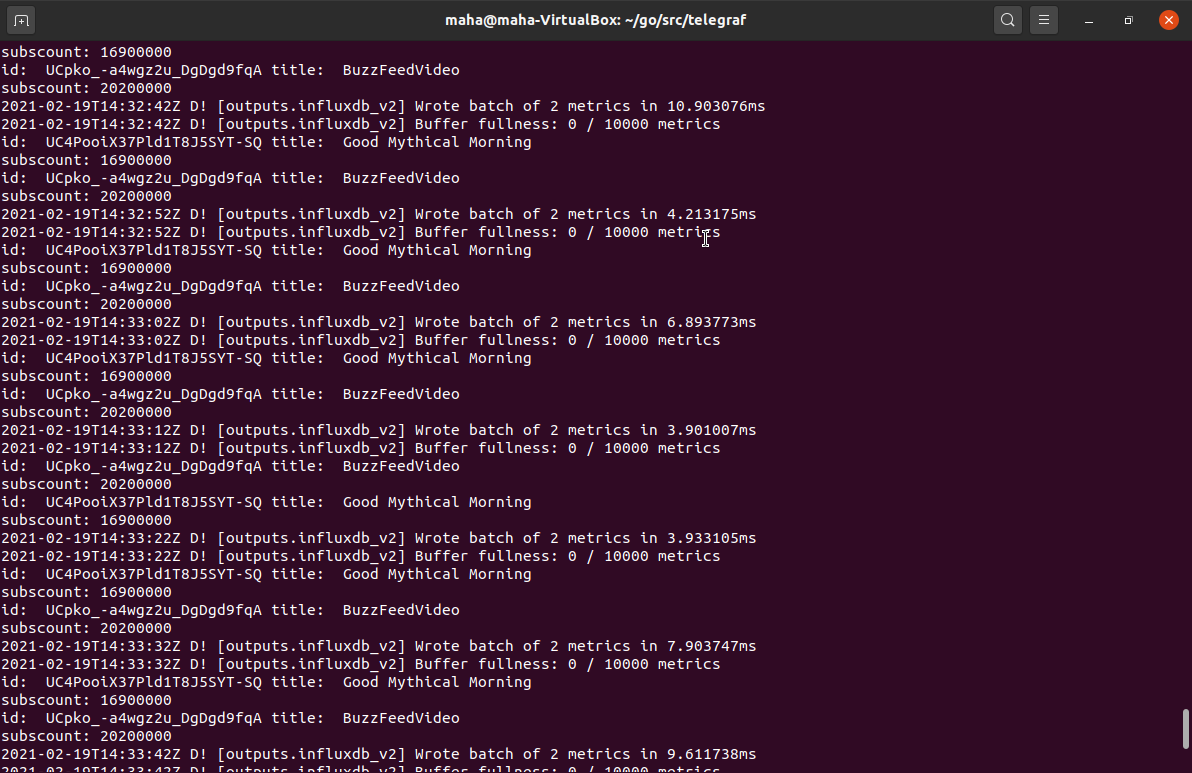 maha@maha-VirtualBox: ~/go/src/telegraf
subscount: 16900000
id:  UCpko_-a4wgz2u_DgDgd9fqA title:  BuzzFeedVideo
subscount: 20200000
2021-02-19T14:32:42Z D! [outputs.influxdb_v2] Wrote batch of 2 metrics in 10.903076ms
2021-02-19T14:32:42Z D! [outputs.influxdb_v2] Buffer fullness: 0 / 10000 metrics
id:  UC4PooiX37Pld1T8J5SYT-SQ title:  Good Mythical Morning
subscount: 16900000
id:  UCpko_-a4wgz2u_DgDgd9fqA title:  BuzzFeedVideo
subscount: 20200000
2021-02-19T14:32:52Z D! [outputs.influxdb_v2] Wrote batch of 2 metrics in 4.213175ms
2021-02-19T14:32:52Z D! [outputs.influxdb_v2] Buffer fullness: 0 / 10000 metrics
id:  UC4PooiX37Pld1T8J5SYT-SQ title:  Good Mythical Morning
subscount: 16900000
id:  UCpko_-a4wgz2u_DgDgd9fqA title:  BuzzFeedVideo
subscount: 20200000
2021-02-19T14:33:02Z D! [outputs.influxdb_v2] Wrote batch of 2 metrics in 6.893773ms
2021-02-19T14:33:02Z D! [outputs.influxdb_v2] Buffer fullness: 0 / 10000 metrics
id:  UC4PooiX37Pld1T8J5SYT-SQ title:  Good Mythical Morning
subscount: 16900000
id:  UCpko_-a4wgz2u_DgDgd9fqA title:  BuzzFeedVideo
subscount: 20200000
2021-02-19T14:33:12Z D! [outputs.influxdb_v2] Wrote batch of 2 metrics in 3.901007ms
2021-02-19T14:33:12Z D! [outputs.influxdb_v2] Buffer fullness: 0 / 10000 metrics
id:  UCpko_-a4wgz2u_DgDgd9fqA title:  BuzzFeedVideo
subscount: 20200000
id:  UC4PooiX37Pld1T8J5SYT-SQ title:  Good Mythical Morning
subscount: 16900000
2021-02-19T14:33:22Z D! [outputs.influxdb_v2] Wrote batch of 2 metrics in 3.933105ms
2021-02-19T14:33:22Z D! [outputs.influxdb_v2] Buffer fullness: 0 / 10000 metrics
id:  UC4PooiX37Pld1T8J5SYT-SQ title:  Good Mythical Morning
subscount: 16900000
id:  UCpko_-a4wgz2u_DgDgd9fqA title:  BuzzFeedVideo
subscount: 20200000
2021-02-19T14:33:32Z D! [outputs.influxdb_v2] Wrote batch of 2 metrics in 7.903747ms
2021-02-19T14:33:32Z D! [outputs.influxdb_v2] Buffer fullness: 0 / 10000 metrics
id:  UC4PooiX37Pld1T8J5SYT-SQ title:  Good Mythical Morning
subscount: 16900000
id:  UCpko_-a4wgz2u_DgDgd9fqA title:  BuzzFeedVideo
subscount: 20200000
2021-02-19T14:33:42Z D! [outputs.influxdb_v2] Wrote batch of 2 metrics in 9.611738ms
2021-02-19T14:33:42Z D! [outputs.influxdb_v2] Buffer fullness: 0 / 10000 metrics